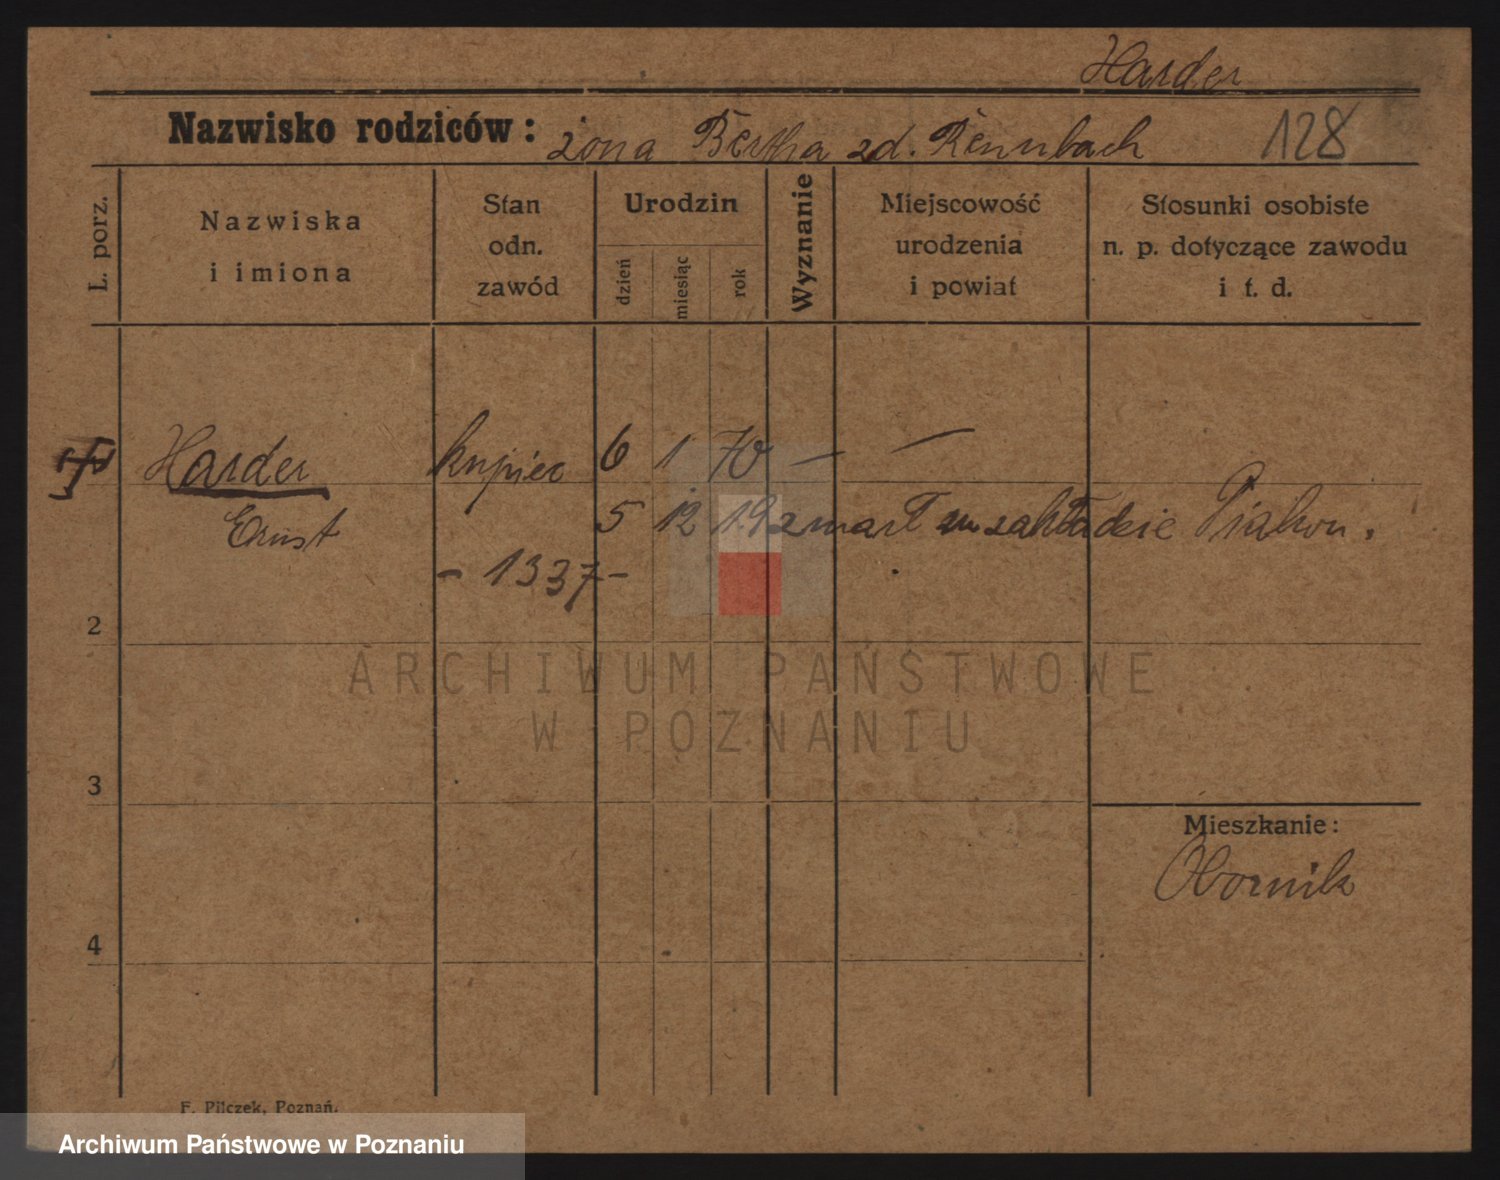 Harder
Nazwisko rodziców: żona Bertha zd. Rennbach 128
L. porz.
Nazwiska i imiona
Stan odn. zawód
Urodzin
dzień
miesiąc
rok
Wyznanie
Miejscowość urodzenia i powiat
Stosunki osobiste n. p. dotyczące zawodu i t. d.
Harder kupiec 6 1 70 — —
Ernst 5 12 19 zmarł w zakładzie
- 1337 -
2
ARCHIWUM PAŃSTWOWE
W POZNANIU
3
Mieszkanie:
Obornik
4
F. Pilczek, Poznań.
Archiwum Państwowe w Poznaniu